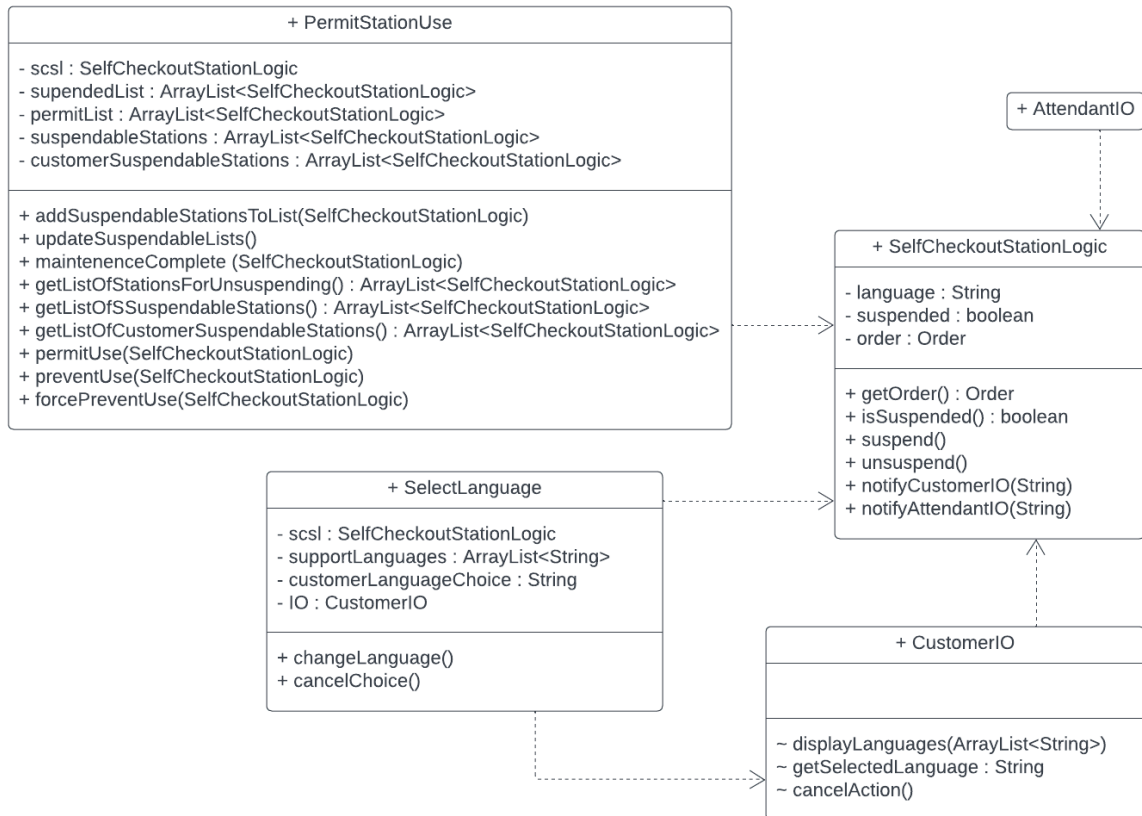 + PermitStationUse
- scsl : SelfCheckoutStationLogic
- supendedList : ArrayList<SelfCheckoutStationLogic>
- permitList : ArrayList<SelfCheckoutStationLogic>
- suspendableStations : ArrayList<SelfCheckoutStationLogic>
- customerSuspendableStations : ArrayList<SelfCheckoutStationLogic>
+ addSuspendableStationsToList(SelfCheckoutStationLogic)
+ updateSuspendableLists()
+ maintenenceComplete (SelfCheckoutStationLogic)
+ getListOfStationsForUnsuspending() : ArrayList<SelfCheckoutStationLogic>
+ getListOfSSuspendableStations() : ArrayList<SelfCheckoutStationLogic>
+ getListOfCustomerSuspendableStations() : ArrayList<SelfCheckoutStationLogic>
+ permitUse(SelfCheckoutStationLogic)
+ preventUse(SelfCheckoutStationLogic)
+ forcePreventUse(SelfCheckoutStationLogic)
+ AttendantIO
+ SelfCheckoutStationLogic
- language : String
- suspended : boolean
- order : Order
+ getOrder() : Order
+ isSuspended() : boolean
+ suspend()
+ unsuspend()
+ notifyCustomerIO(String)
+ notifyAttendantIO(String)
+ SelectLanguage
- scsl : SelfCheckoutStationLogic
- supportLanguages : ArrayList<String>
- customerLanguageChoice : String
- IO : CustomerIO
+ changeLanguage()
+ cancelChoice()
+ CustomerIO
~ displayLanguages(ArrayList<String>)
~ getSelectedLanguage : String
~ cancelAction()